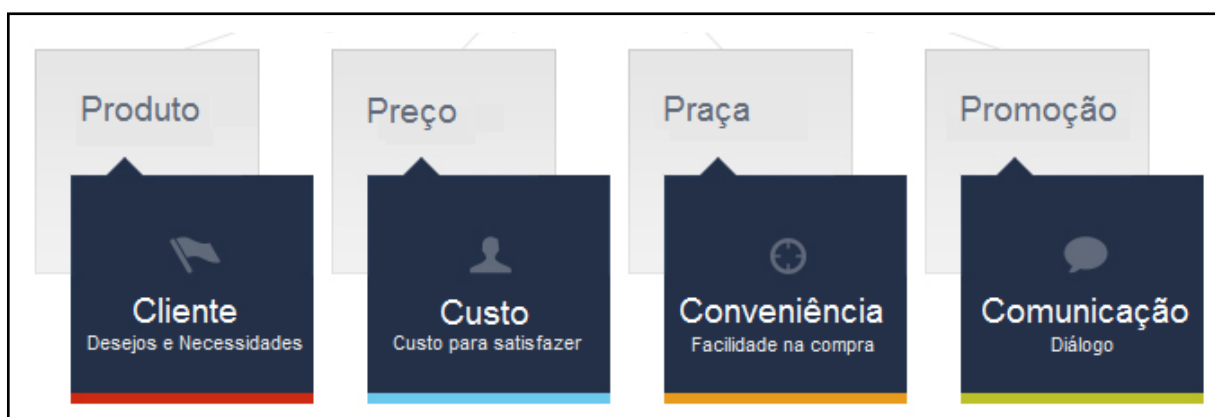 Produto
Preço
Praça
Promoção
Cliente
Desejos e Necessidades
Custo
Custo para satisfazer
Conveniência
Facilidade na compra
Comunicação
Diálogo